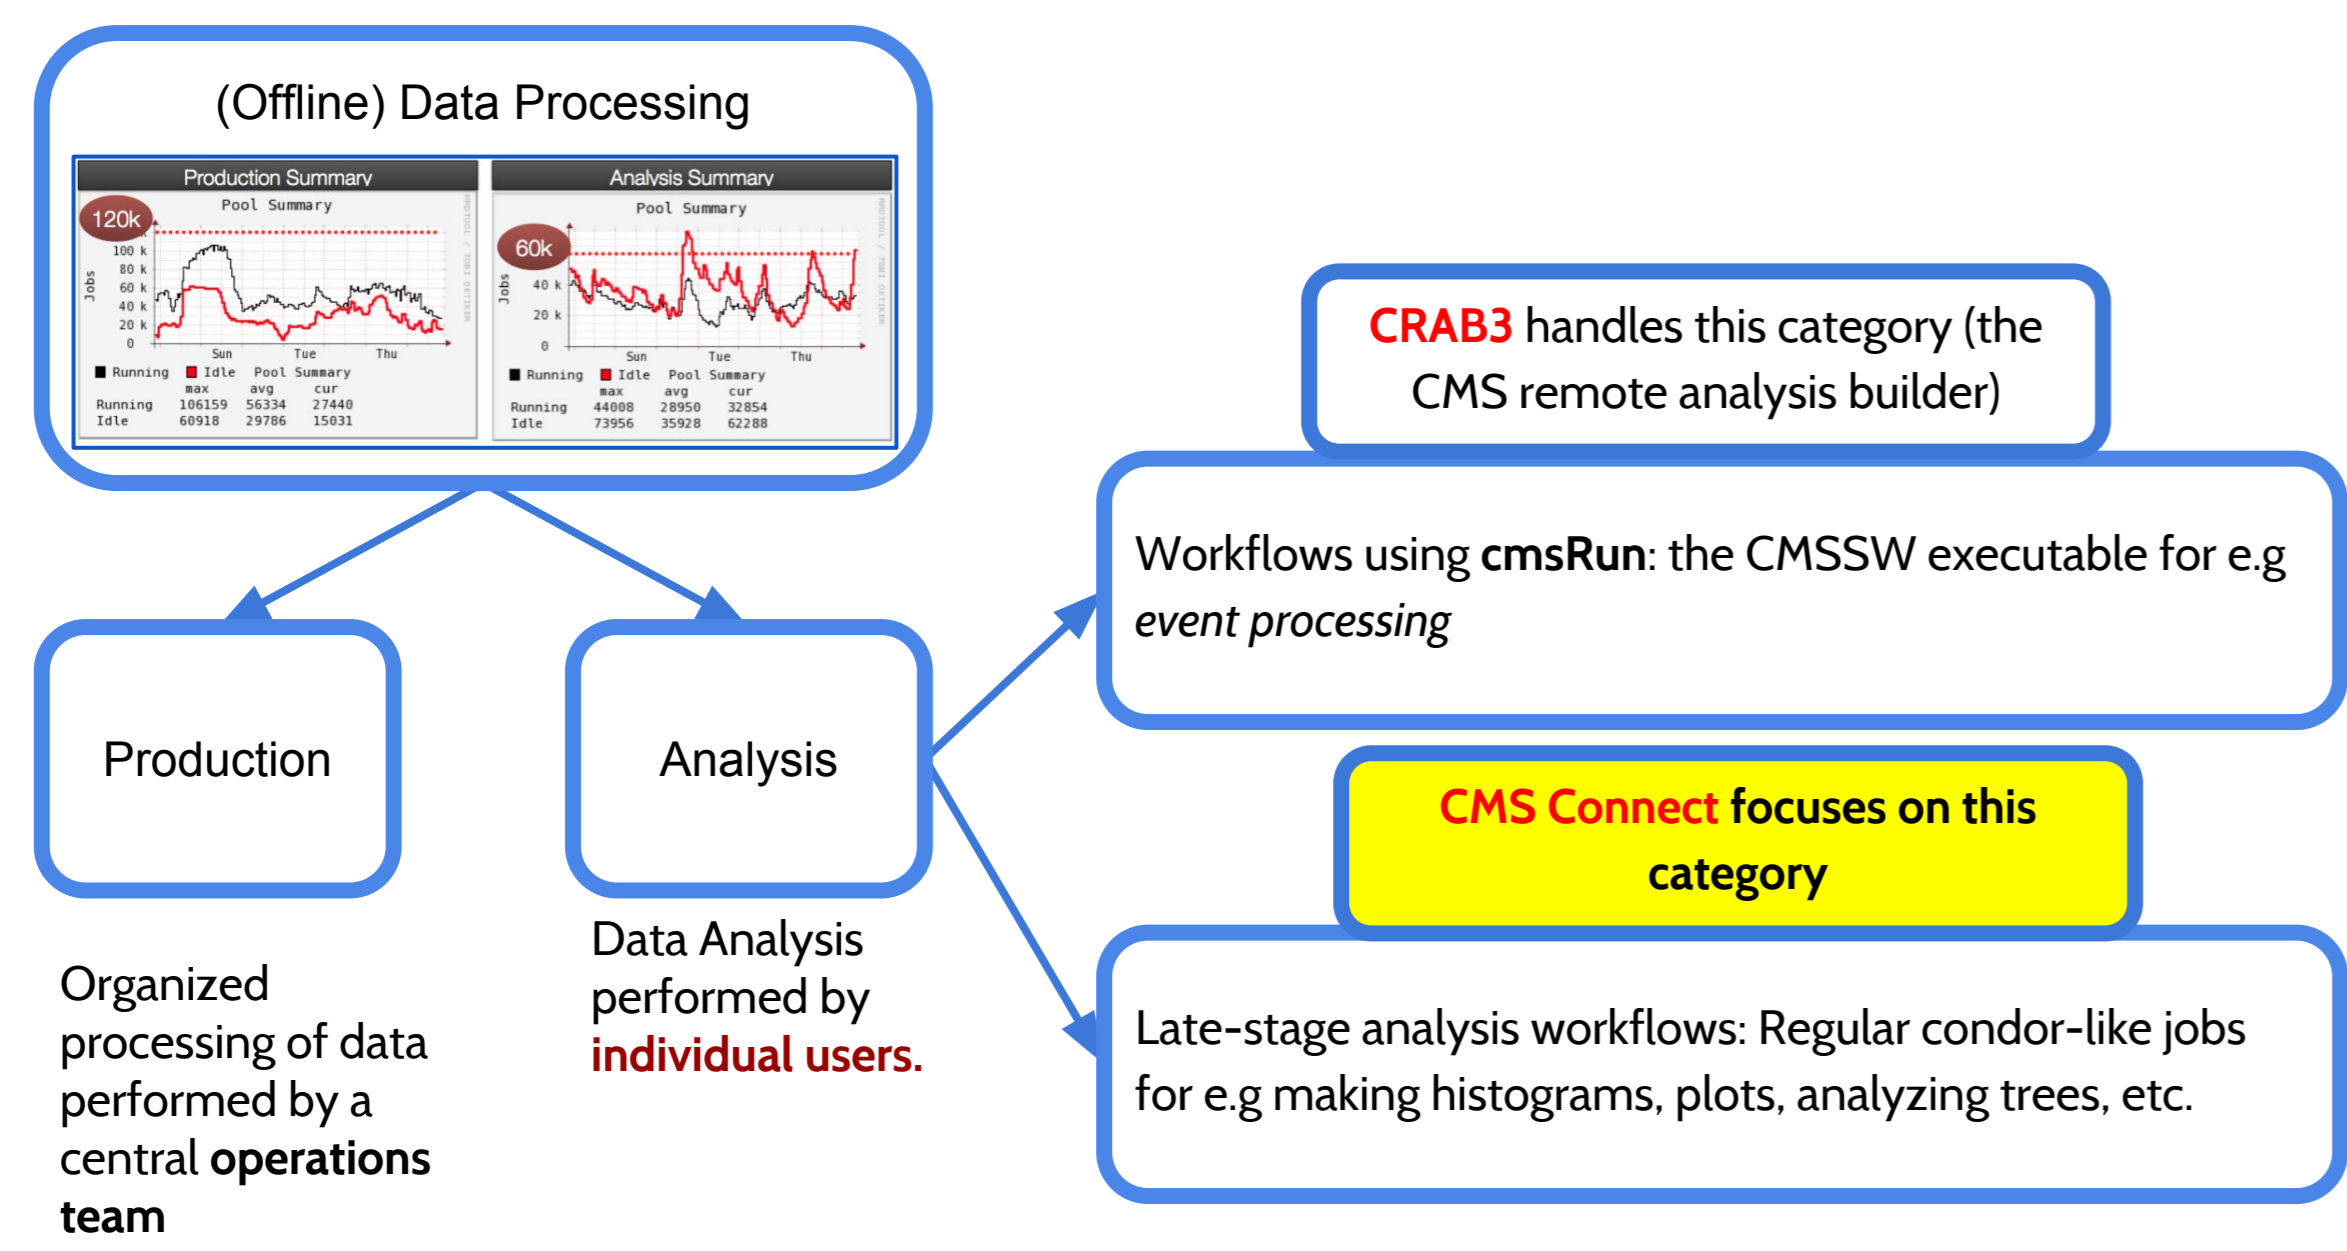 (Offline) Data Processing
Production Summary
Pool Summary
120k
100 k
80 k
60 k
40 k
20 k
0
Jobs
Sun Tue Thu
Running Idle Pool Summary
max avg cur
Running 106159 56334 27440
Idle 60918 29786 15031
RRDTOOL / TOBI OETIKER
Analysis Summary
Pool Summary
60k
40 k
20 k
0
Jobs
Sun Tue Thu
Running Idle Pool Summary
max avg cur
Running 44008 28950 32854
Idle 73956 35928 62288
RRDTOOL / TOBI OETIKER
Production
Organized
processing of data
performed by a
central operations
team
Analysis
Data Analysis
performed by
individual users.
CRAB3 handles this category (the
CMS remote analysis builder)
Workflows using cmsRun: the CMSSW executable for e.g
event processing
CMS Connect focuses on this
category
Late-stage analysis workflows: Regular condor-like jobs
for e.g making histograms, plots, analyzing trees, etc.